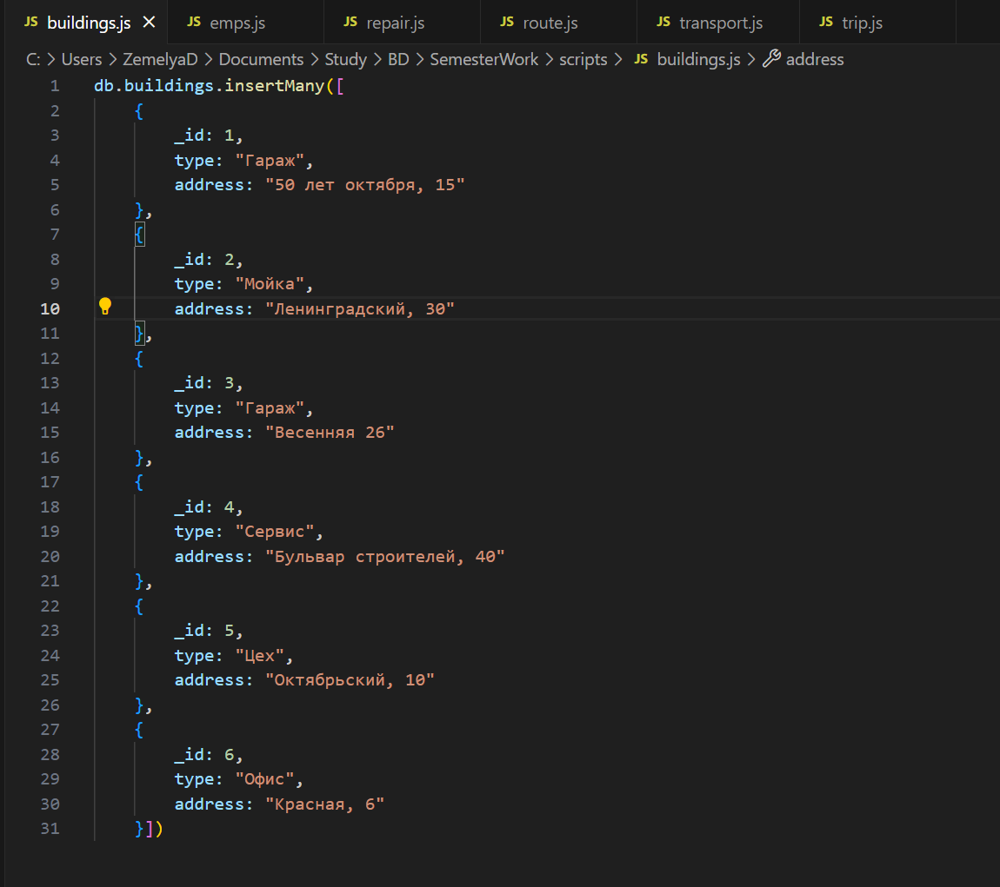 JS buildings.js × JS emps.js JS repair.js JS route.js JS transport.js JS trip.js
C: > Users > ZemelyaD > Documents > Study > BD > SemesterWork > scripts > JS buildings.js > address
1 db.buildings.insertMany([
2 {
3 _id: 1,
4 type: "Гараж",
5 address: "50 лет октября, 15"
6 },
7 {
8 _id: 2,
9 type: "Мойка",
10 address: "Ленинградский, 30"
11 },
12 {
13 _id: 3,
14 type: "Гараж",
15 address: "Весенняя 26"
16 },
17 {
18 _id: 4,
19 type: "Сервис",
20 address: "Бульвар строителей, 40"
21 },
22 {
23 _id: 5,
24 type: "Цех",
25 address: "Октябрьский, 10"
26 },
27 {
28 _id: 6,
29 type: "Офис",
30 address: "Красная, 6"
31 }])